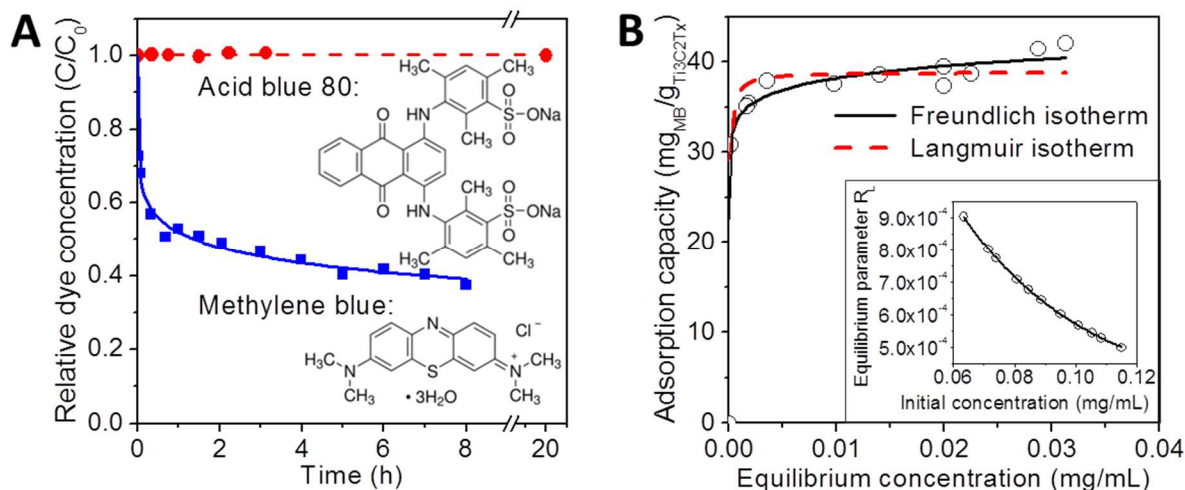 A
Relative dye concentration (C/C0)
1.0
0.8
0.6
0.4
0.2
0.0
0
2
4
6
8
20
Time (h)
Acid blue 80:
CH3
CH3
CH3
O
HN
S
ONa
O
O
O
HN
CH3
O
S
ONa
O
CH3
CH3
Methylene blue:
N
Cl −
H3C
N
CH3
S
N
+
CH3
CH3
• 3H2O
B
Adsorption capacity (mgMB/gTi3C2Tx)
40
30
20
10
0
0.00
0.01
0.02
0.03
0.04
Equilibrium concentration (mg/mL)
Freundlich isotherm
Langmuir isotherm
Equilibrium parameter RL
9.0x10-4
8.0x10-4
7.0x10-4
6.0x10-4
5.0x10-4
0.06
0.08
0.10
0.12
Initial concentration (mg/mL)